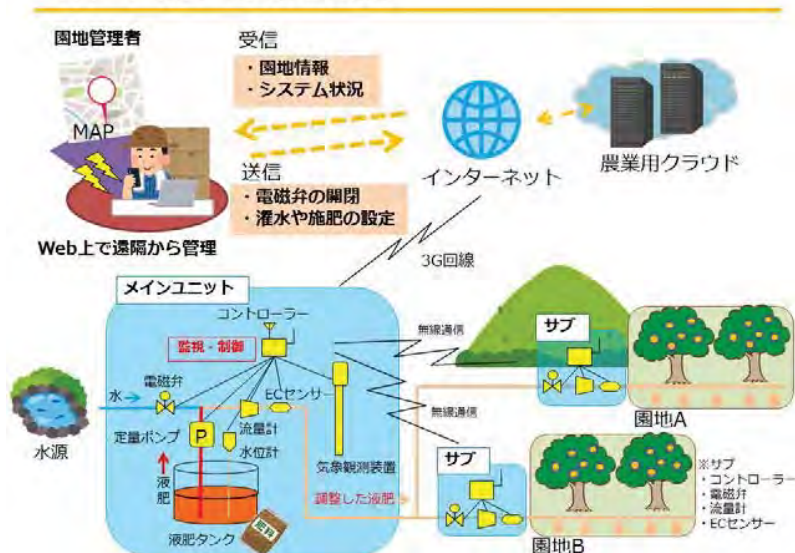 園地管理者
MAP
Web上で遠隔から管理
受信
・園地情報
・システム状況
送信
・電磁弁の開閉
・灌水や施肥の設定
インターネット
農業用クラウド
3G回線
メインユニット
コントローラー
監視・制御
電磁弁
水→
水源
定量ポンプ
P
ECセンサー
流量計
水位計
気象観測装置
液肥
液肥タンク
肥料
調整した液肥
無線通信
無線通信
サブ
園地A
サブ
園地B
※サブ
・コントローラー
・電磁弁
・流量計
・ECセンサー